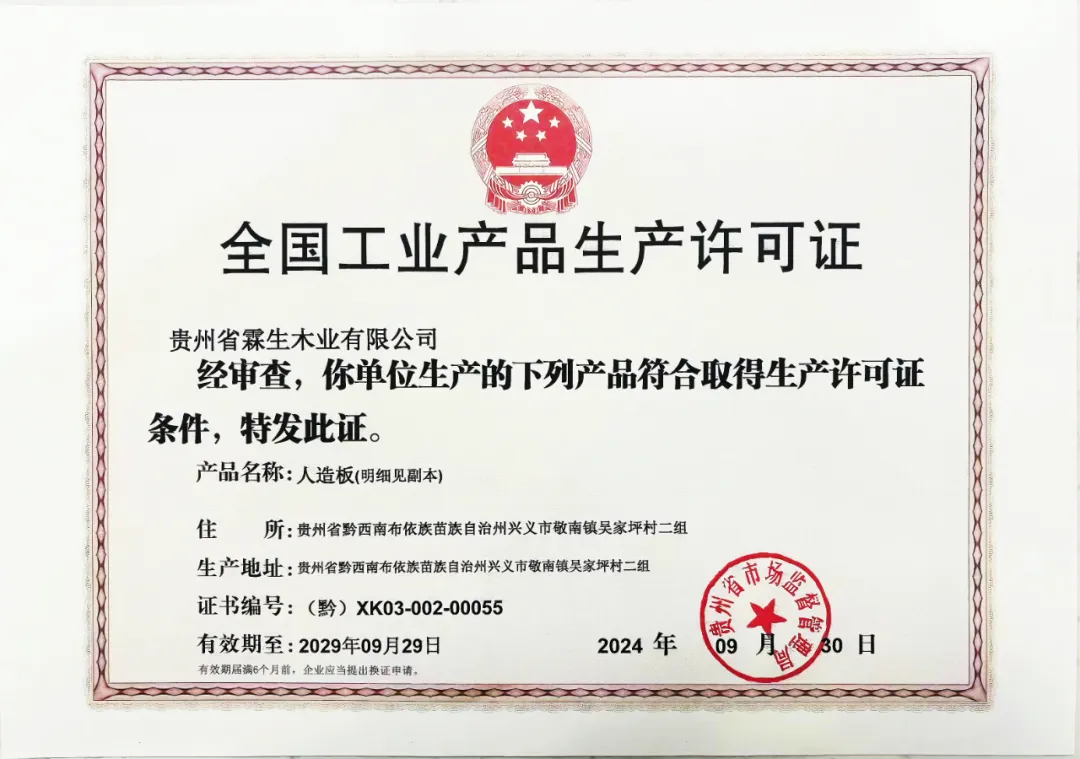 全国工业产品生产许可证
贵州省霖生木业有限公司
经审查，你单位生产的下列产品符合取得生产许可证
条件，特发此证。
产品名称：人造板(明细见副本)
住 所：贵州省黔西南布依族苗族自治州兴义市敬南镇吴家坪村二组
生产地址：贵州省黔西南布依族苗族自治州兴义市敬南镇吴家坪村二组
证书编号：（黔）XK03-002-00055
有效期至：2029年09月29日
2024 年 09 月 30 日
贵州省市场监督管理局
有效期届满6个月前，企业应当提出换证申请。